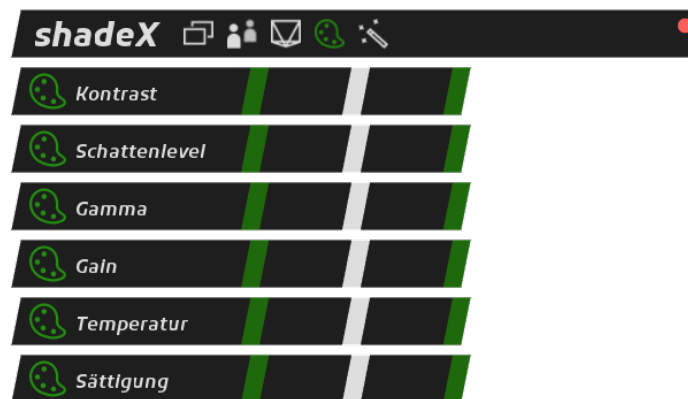 shadeX
Kontrast
Schattenlevel
Gamma
Gain
Temperatur
Sättigung